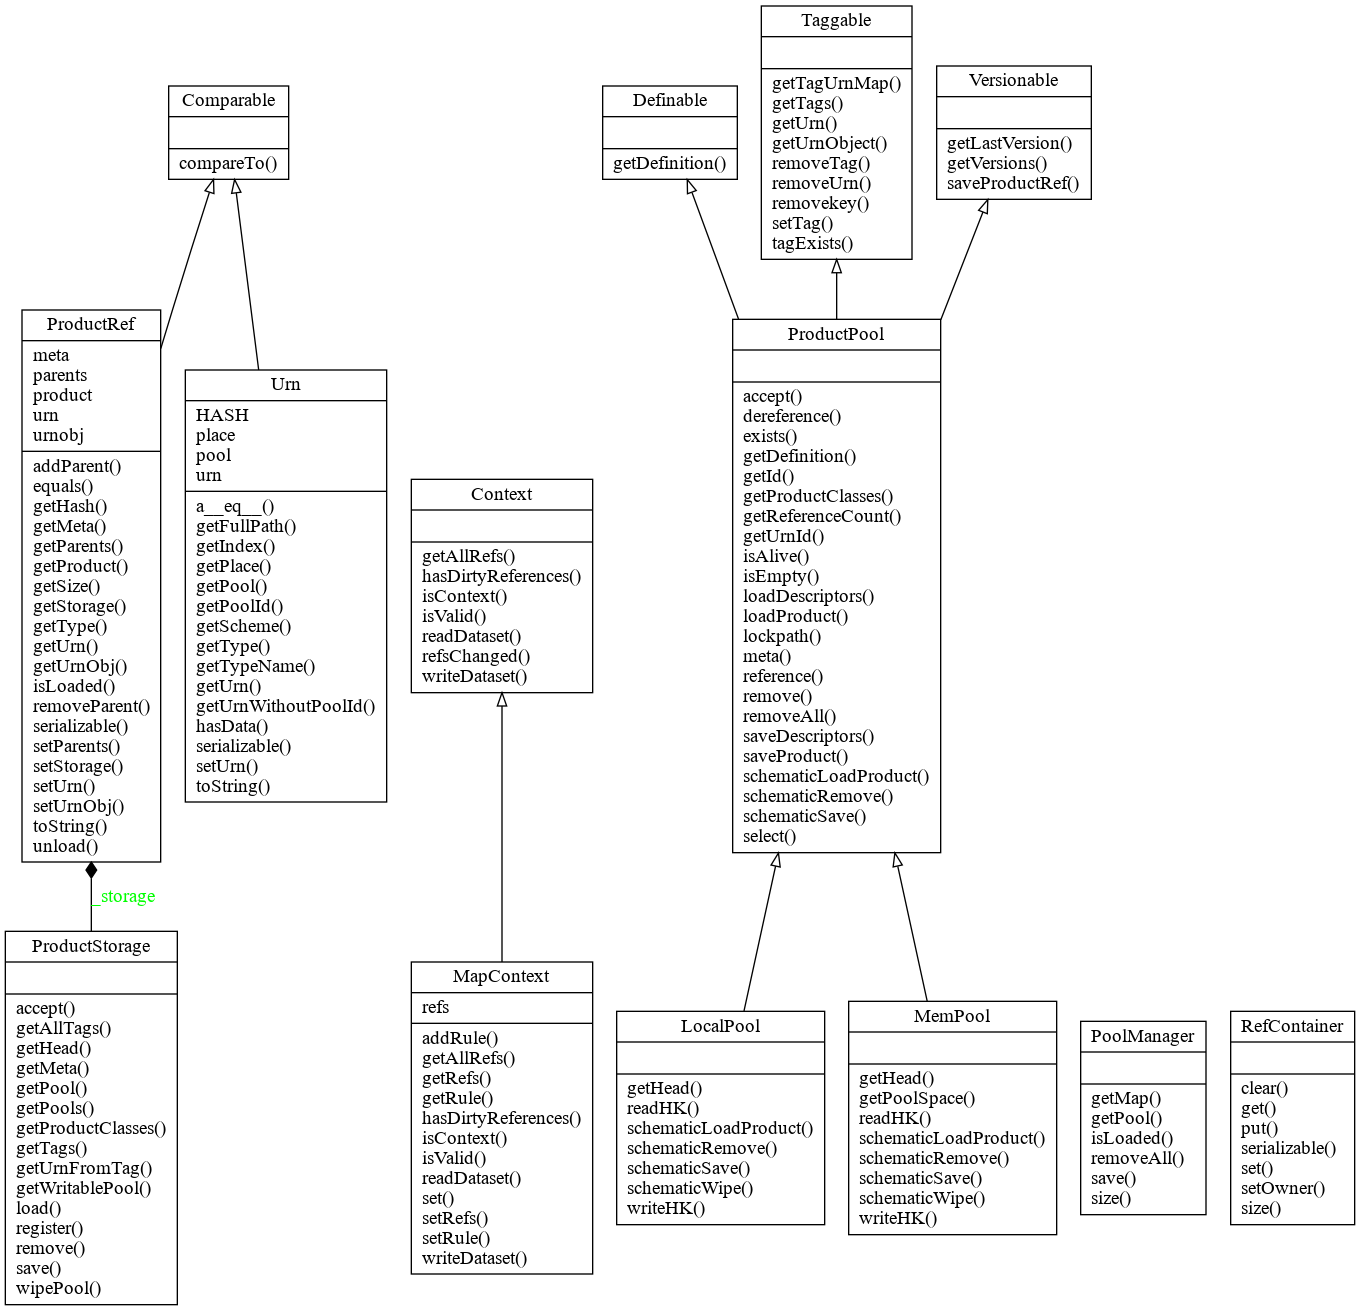 Taggable
getTagUrnMap()
getTags()
getUrn()
getUrnObject()
removeTag()
removeUrn()
removekey()
setTag()
tagExists()
Versionable
getLastVersion()
getVersions()
saveProductRef()
Comparable
compareTo()
Definable
getDefinition()
ProductRef
meta
parents
product
urn
urnobj
addParent()
equals()
getHash()
getMeta()
getParents()
getProduct()
getSize()
getStorage()
getType()
getUrn()
getUrnObj()
isLoaded()
removeParent()
serializable()
setParents()
setStorage()
setUrn()
setUrnObj()
toString()
unload()
Urn
HASH
place
pool
urn
a__eq__()
getFullPath()
getIndex()
getPlace()
getPool()
getPoolId()
getScheme()
getType()
getTypeName()
getUrn()
getUrnWithoutPoolId()
hasData()
serializable()
setUrn()
toString()
Context
getAllRefs()
hasDirtyReferences()
isContext()
isValid()
readDataset()
refsChanged()
writeDataset()
ProductPool
accept()
dereference()
exists()
getDefinition()
getId()
getProductClasses()
getReferenceCount()
getUrnId()
isAlive()
isEmpty()
loadDescriptors()
loadProduct()
lockpath()
meta()
reference()
remove()
removeAll()
saveDescriptors()
saveProduct()
schematicLoadProduct()
schematicRemove()
schematicSave()
select()
_storage
ProductStorage
accept()
getAllTags()
getHead()
getMeta()
getPool()
getPools()
getProductClasses()
getTags()
getUrnFromTag()
getWritablePool()
load()
register()
remove()
save()
wipePool()
MapContext
refs
addRule()
getAllRefs()
getRefs()
getRule()
hasDirtyReferences()
isContext()
isValid()
readDataset()
set()
setRefs()
setRule()
writeDataset()
LocalPool
getHead()
readHK()
schematicLoadProduct()
schematicRemove()
schematicSave()
schematicWipe()
writeHK()
MemPool
getHead()
getPoolSpace()
readHK()
schematicLoadProduct()
schematicRemove()
schematicSave()
schematicWipe()
writeHK()
PoolManager
getMap()
getPool()
isLoaded()
removeAll()
save()
size()
RefContainer
clear()
get()
put()
serializable()
set()
setOwner()
size()